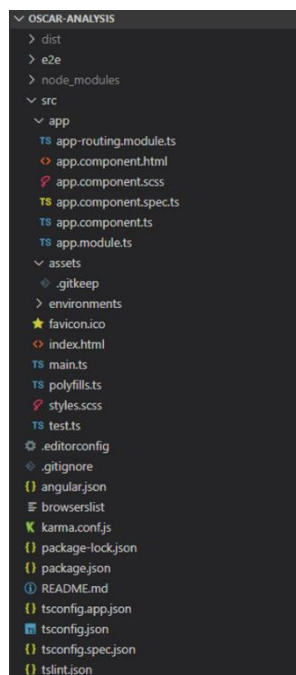 OSCAR-ANALYSIS
dist
e2e
node_modules
src
app
TS app-routing.module.ts
<> app.component.html
app.component.scss
TS app.component.spec.ts
TS app.component.ts
TS app.module.ts
assets
.gitkeep
environments
favicon.ico
<> index.html
TS main.ts
TS polyfills.ts
styles.scss
TS test.ts
.editorconfig
.gitignore
{} angular.json
browserslist
K karma.conf.js
{} package-lock.json
{} package.json
README.md
{} tsconfig.app.json
TS tsconfig.json
{} tsconfig.spec.json
{} tslint.json